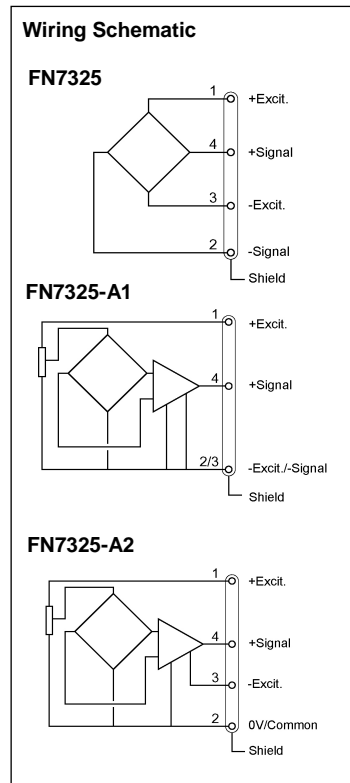 Wiring Schematic
FN7325
1 +Excit.
4 +Signal
3 -Excit.
2 -Signal
Shield
FN7325-A1
1 +Excit.
4 +Signal
2/3 -Excit./-Signal
Shield
FN7325-A2
1 +Excit.
4 +Signal
3 -Excit.
2 0V/Common
Shield